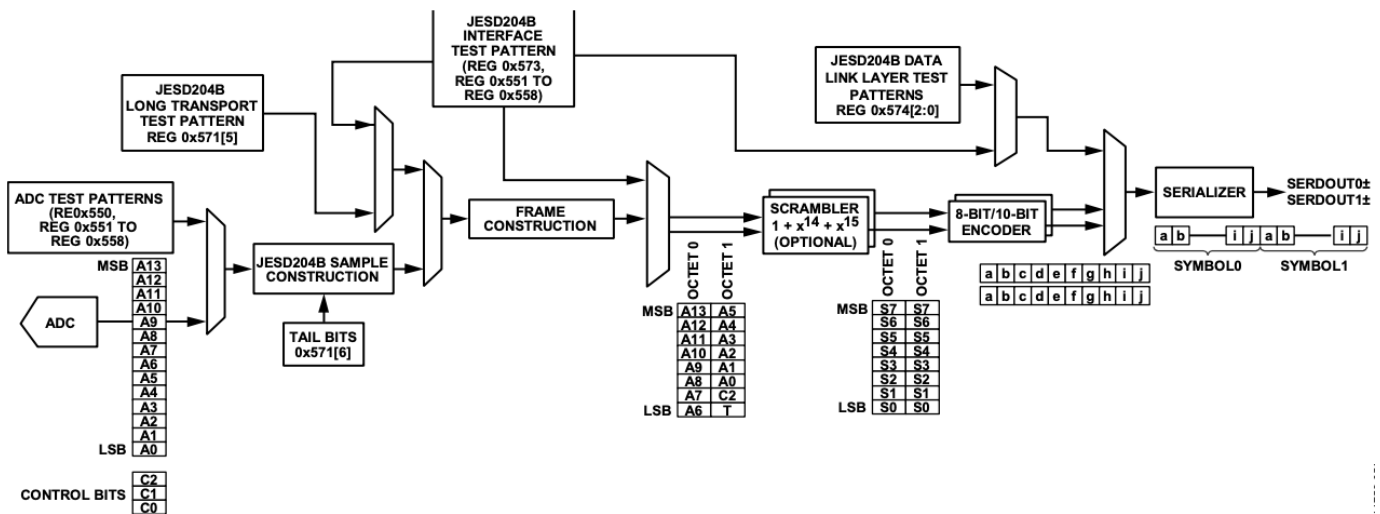 JESD204B
INTERFACE
TEST PATTERN
(REG 0x573,
REG 0x551 TO
REG 0x558)
JESD204B
LONG TRANSPORT
TEST PATTERN
REG 0x571[5]
JESD204B DATA
LINK LAYER TEST
PATTERNS
REG 0x574[2:0]
ADC TEST PATTERNS
(RE0x550,
REG 0x551 TO
REG 0x558)
MSB
A13
A12
A11
A10
A9
A8
A7
A6
A5
A4
A3
A2
A1
LSB A0
ADC
CONTROL BITS
C2
C1
C0
JESD204B SAMPLE
CONSTRUCTION
TAIL BITS
0x571[6]
FRAME
CONSTRUCTION
OCTET 0
OCTET 1
MSB A13 A5
A12 A4
A11 A3
A10 A2
A9 A1
A8 A0
A7 C2
LSB A6 T
SCRAMBLER
1 + x14 + x15
(OPTIONAL)
OCTET 0
OCTET 1
MSB S7 S7
S6 S6
S5 S5
S4 S4
S3 S3
S2 S2
S1 S1
LSB S0 S0
8-BIT/10-BIT
ENCODER
a b c d e f g h i j
a b c d e f g h i j
SERIALIZER
SERDOUT0±
SERDOUT1±
a b i j a b i j
SYMBOL0 SYMBOL1